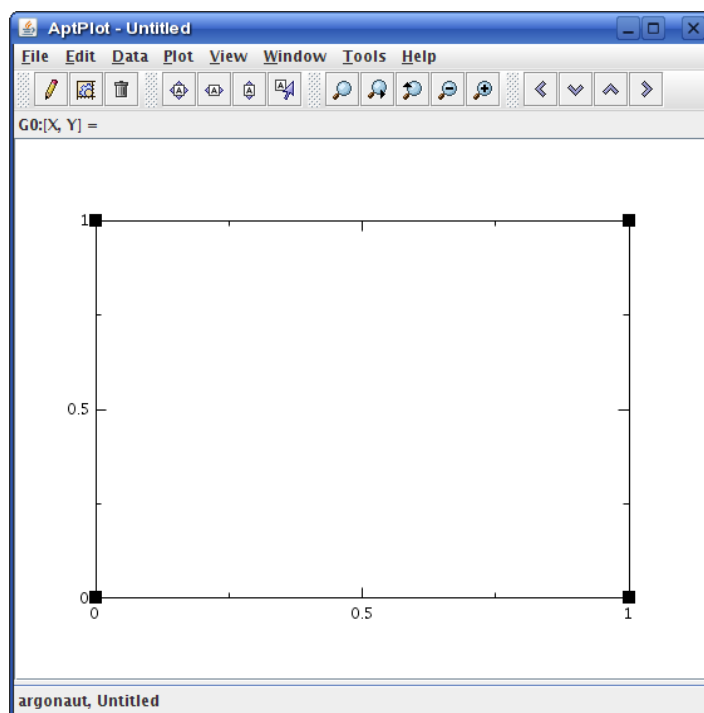 AptPlot - Untitled
File Edit Data Plot View Window Tools Help
A A A A
G0:[X, Y] =
1
0.5
0
0 0.5 1
argonaut, Untitled